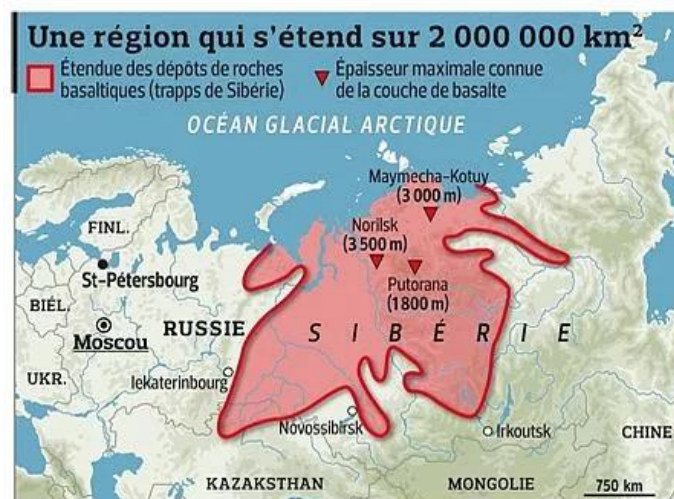 Une région qui s'étend sur 2 000 000 km²
Étendue des dépôts de roches
basaltiques (trapps de Sibérie)
Épaisseur maximale connue
de la couche de basalte
OCÉAN GLACIAL ARCTIQUE
Maymecha-Kotuy
(3 000 m)
FINL.
Norilsk
(3 500 m)
St-Pétersbourg
Putorana
(1 800 m)
BIÉL.
RUSSIE
SIBÉRIE
Moscou
UKR.
Iekaterinbourg
Novossibirsk
Irkoutsk
CHINE
KAZAKSTHAN
MONGOLIE
750 km